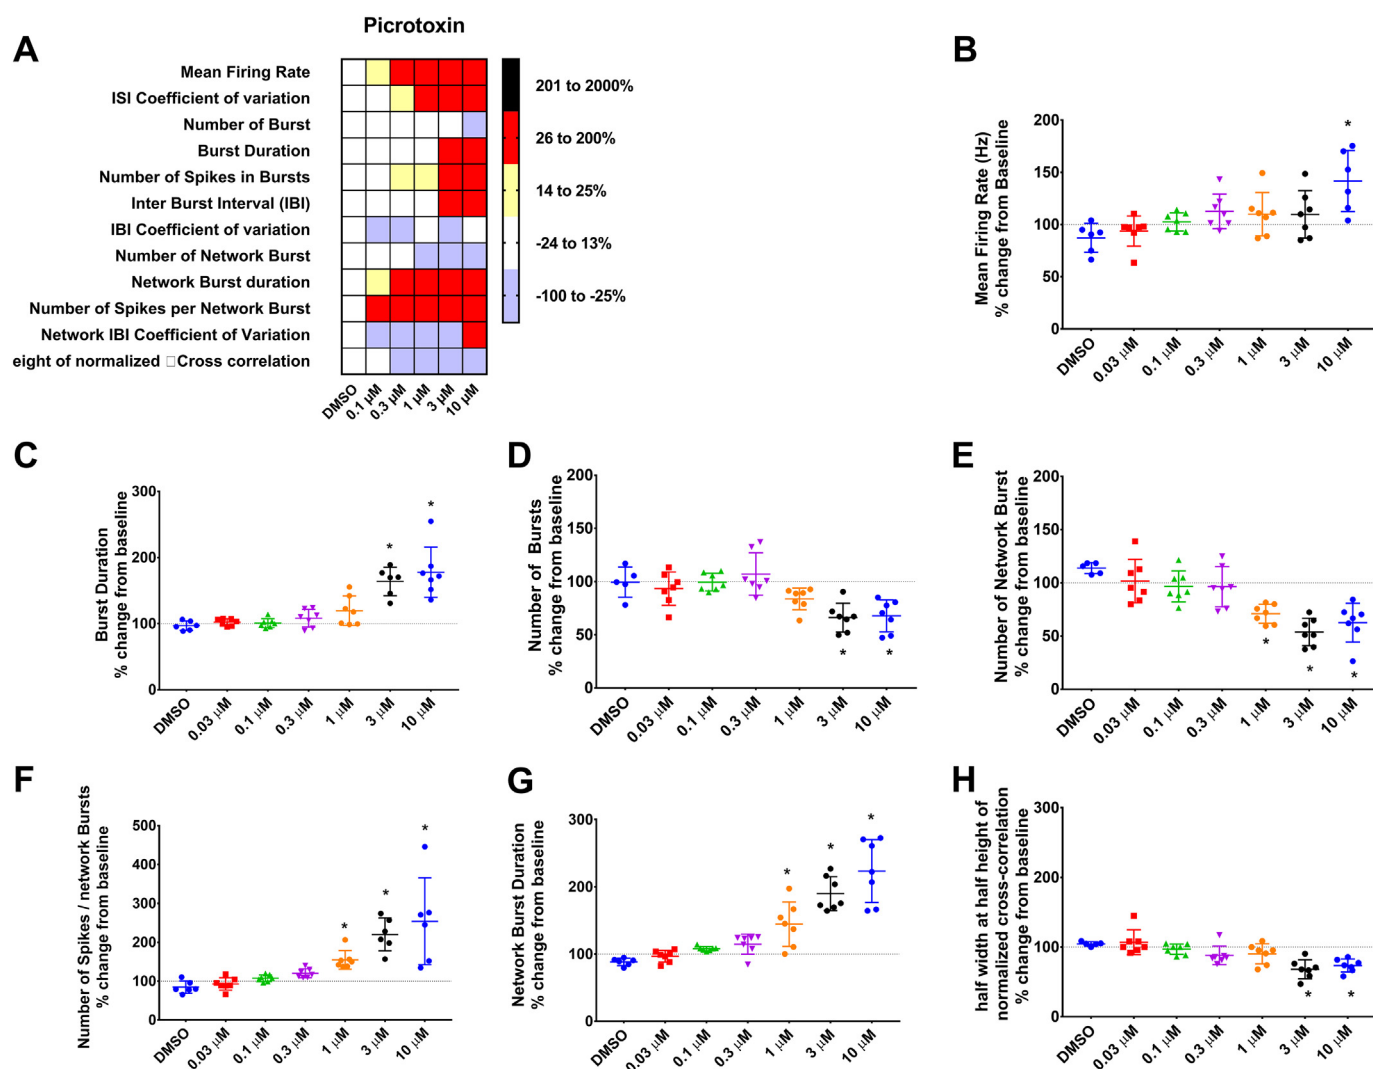 Picrotoxin
A
Mean Firing Rate
ISI Coefficient of variation
Number of Burst
Burst Duration
Number of Spikes in Bursts
Inter Burst Interval (IBI)
IBI Coefficient of variation
Number of Network Burst
Network Burst duration
Number of Spikes per Network Burst
Network IBI Coefficient of Variation
eight of normalized □Cross correlation
DMSO
0.1 µM
0.3 µM
1 µM
3 µM
10 µM
201 to 2000%
26 to 200%
14 to 25%
-24 to 13%
-100 to -25%
B
Mean Firing Rate (Hz)
% change from Baseline
200
150
100
50
0
*
DMSO
0.03 µM
0.1 µM
0.3 µM
1 µM
3 µM
10 µM
C
Burst Duration
% change from baseline
300
200
100
0
*
*
DMSO
0.03 µM
0.1 µM
0.3 µM
1 µM
3 µM
10 µM
D
Number of Bursts
% change from baseline
200
150
100
50
0
*
*
DMSO
0.03 µM
0.1 µM
0.3 µM
1 µM
3 µM
10 µM
E
Number of Network Burst
% change from baseline
200
150
100
50
0
*
*
*
DMSO
0.03 µM
0.1 µM
0.3 µM
1 µM
3 µM
10 µM
F
Number of Spikes / network Bursts
% change from baseline
500
400
300
200
100
0
*
*
*
DMSO
0.03 µM
0.1 µM
0.3 µM
1 µM
3 µM
10 µM
G
Network Burst Duration
% change from baseline
300
200
100
0
*
*
*
DMSO
0.03 µM
0.1 µM
0.3 µM
1 µM
3 µM
10 µM
H
half width at half height of
normalized cross-correlation
% change from baseline
300
200
100
0
*
*
DMSO
0.03 µM
0.1 µM
0.3 µM
1 µM
3 µM
10 µM